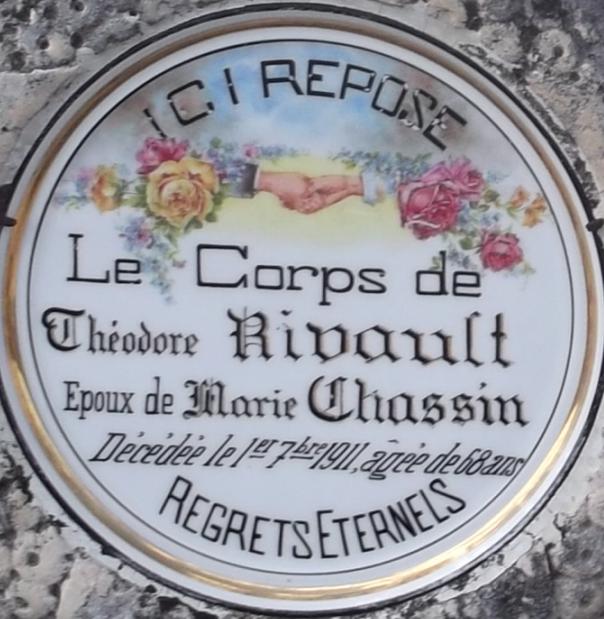 ICI REPOSE
Le Corps de
Théodore Rivault
Epoux de Marie Chassin
Décédée le 1er 7bre 1911, agée de 68 ans
REGRETS ETERNELS